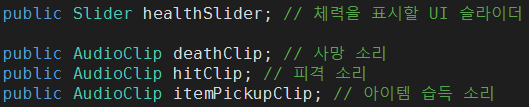 public Slider healthSlider; // 체력을 표시할 UI 슬라이더
public AudioClip deathClip; // 사망 소리
public AudioClip hitClip; // 피격 소리
public AudioClip itemPickupClip; // 아이템 습득 소리